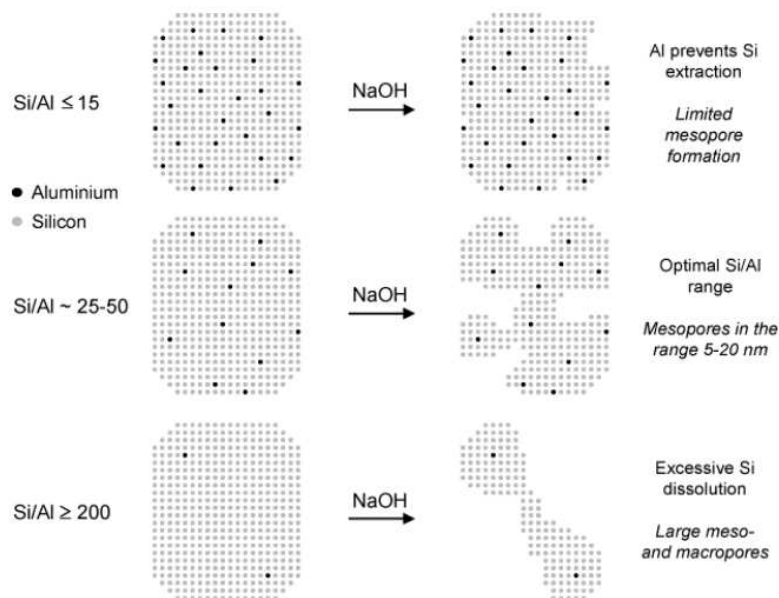 Si/Al ≤ 15
NaOH
Al prevents Si
extraction
Limited
mesopore
formation
Aluminium
Silicon
Si/Al ~ 25-50
NaOH
Optimal Si/Al
range
Mesopores in the
range 5-20 nm
Si/Al ≥ 200
NaOH
Excessive Si
dissolution
Large meso-
and macropores